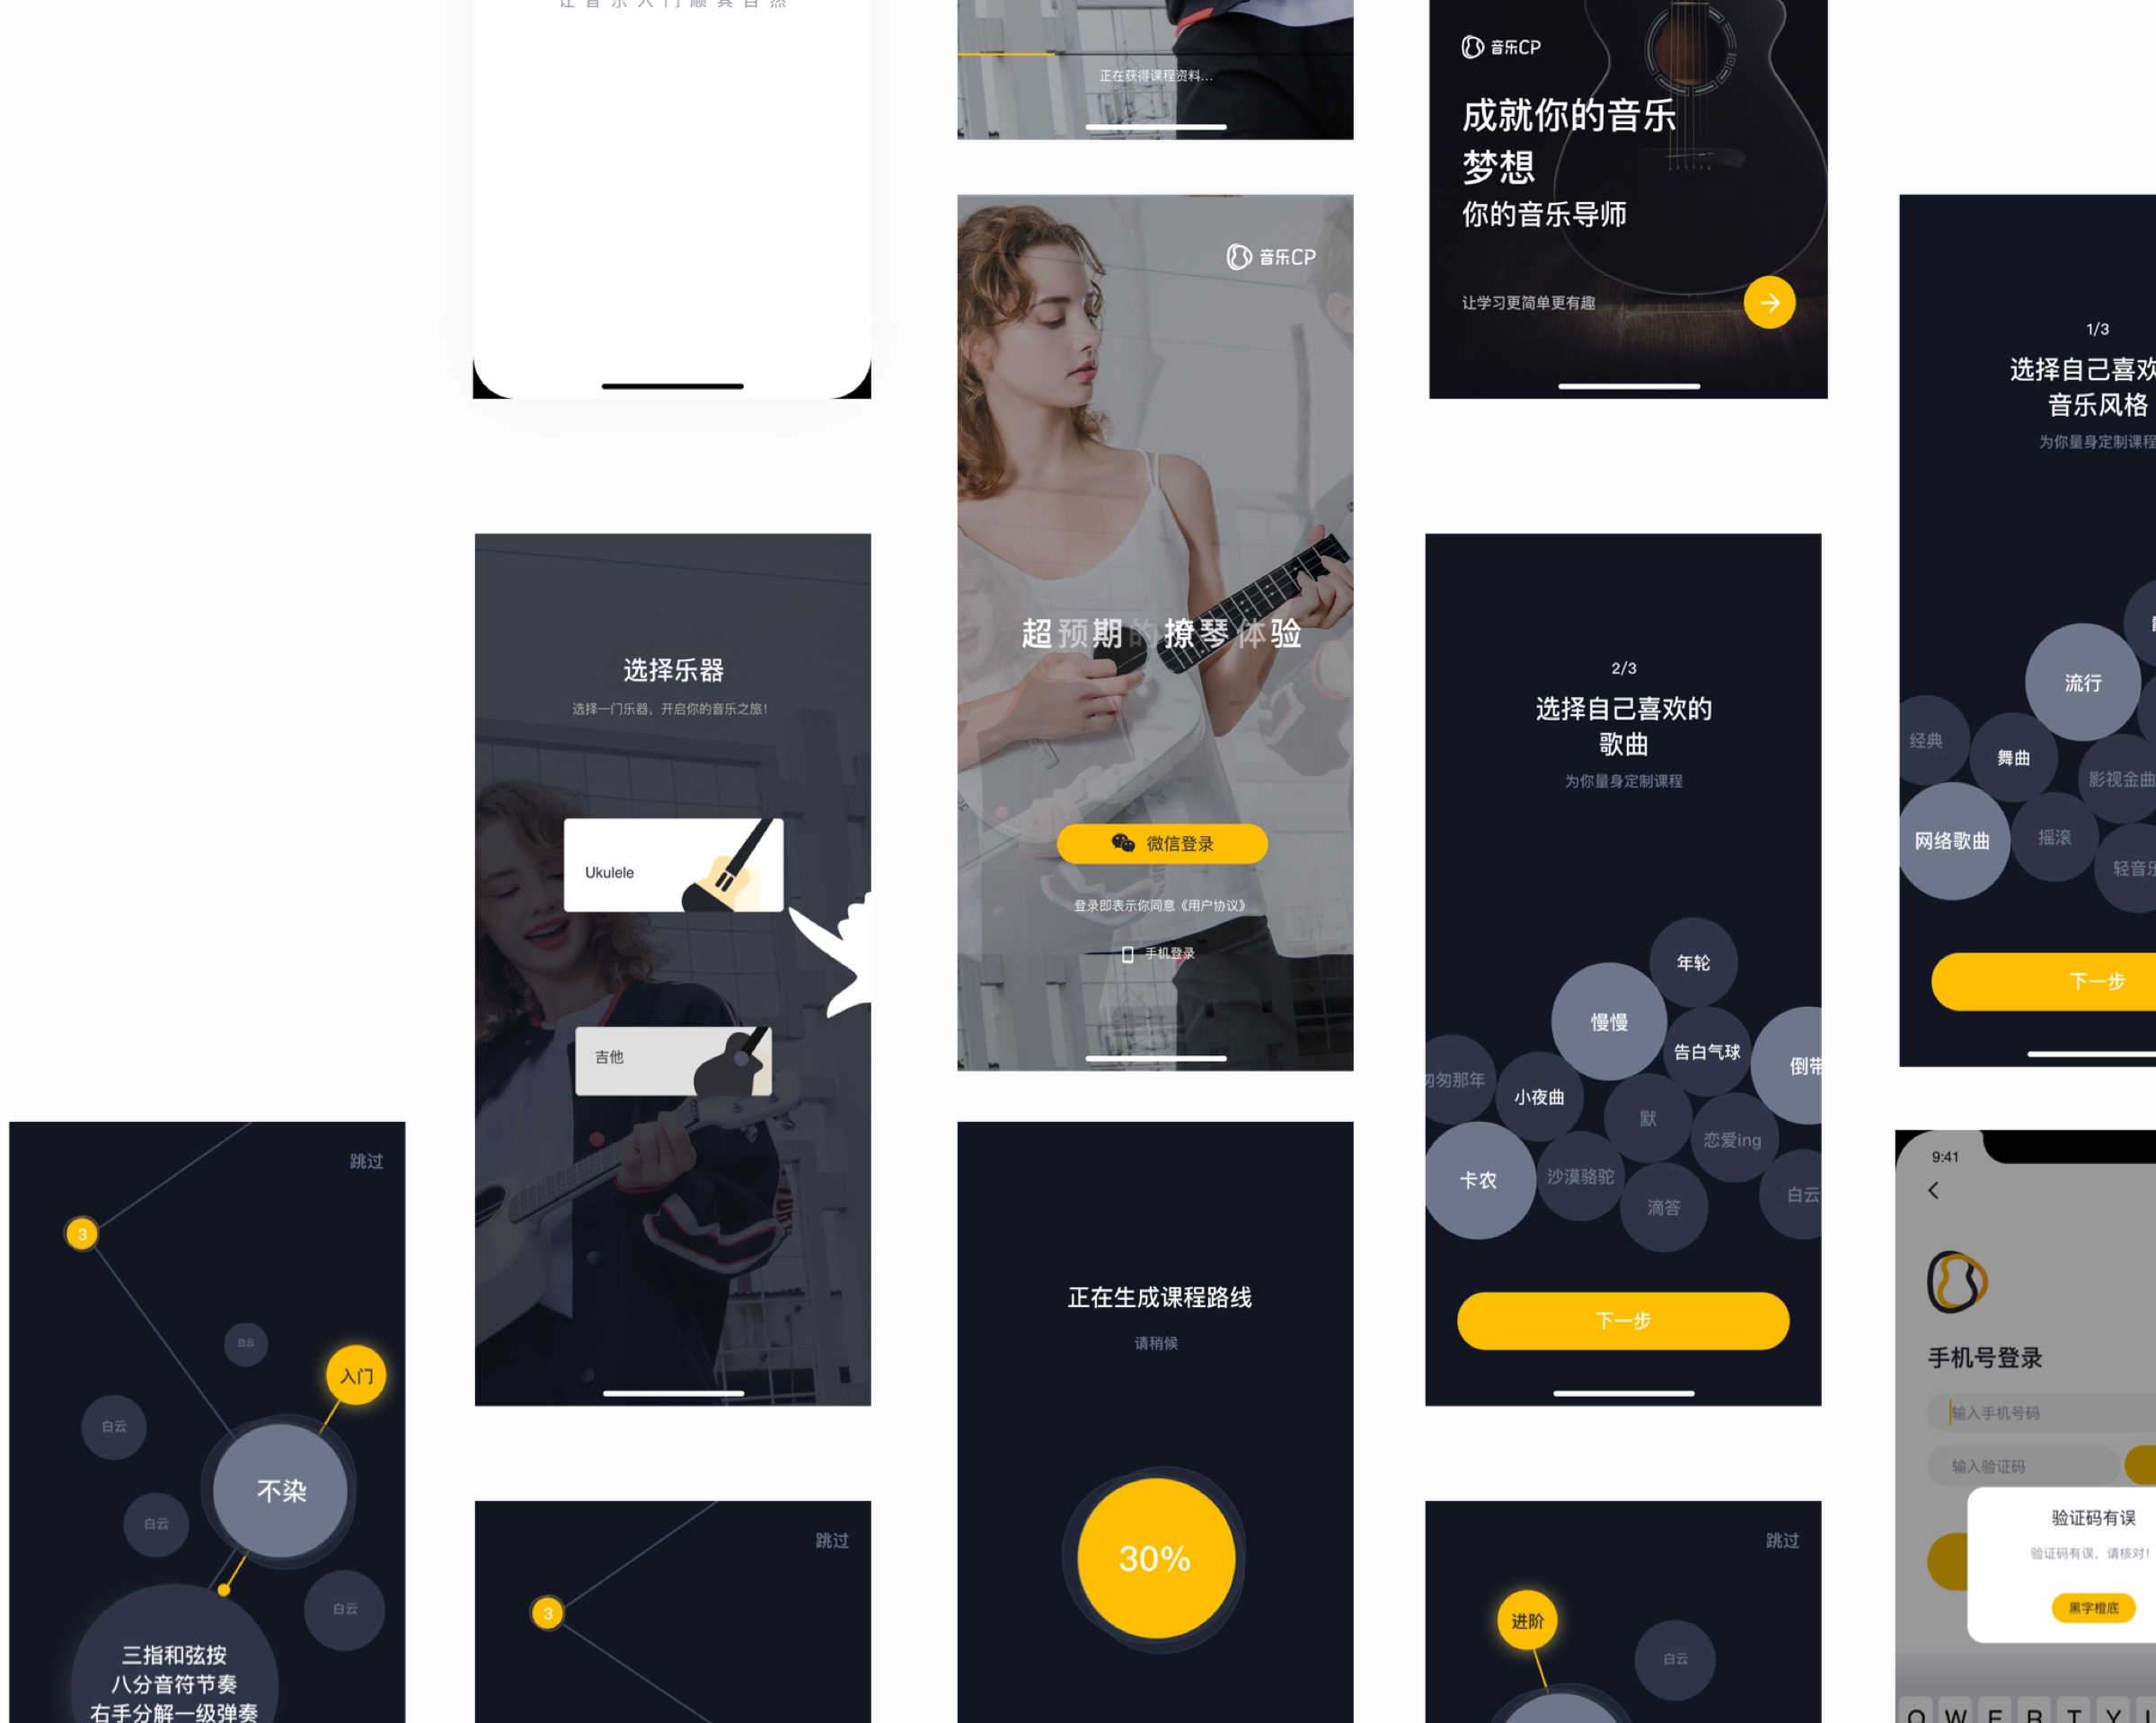 让音乐入门顺其自然
正在获得课程资料...
音乐CP
成就你的音乐
梦想
你的音乐导师
让学习更简单更有趣
音乐CP
超预期的撩琴体验
微信登录
登录即表示你同意《用户协议》
手机登录
1/3
选择自己喜欢
音乐风格
为你量身定制课程
流行
经典
舞曲
影视金曲
网络歌曲
摇滚
轻音乐
下一步
选择乐器
选择一门乐器，开启你的音乐之旅！
Ukulele
吉他
2/3
选择自己喜欢的
歌曲
为你量身定制课程
年轮
慢慢
告白气球
倒带
匆匆那年
小夜曲
默
恋爱ing
卡农
沙漠骆驼
滴答
白云
下一步
跳过
3
白云
入门
白云
不染
白云
白云
三指和弦按
八分音符节奏
右手分解一级弹奏
跳过
3
正在生成课程路线
请稍候
30%
跳过
进阶
白云
9:41
手机号登录
输入手机号码
输入验证码
验证码有误
验证码有误，请核对！
黑字橙底
Q W E R T Y